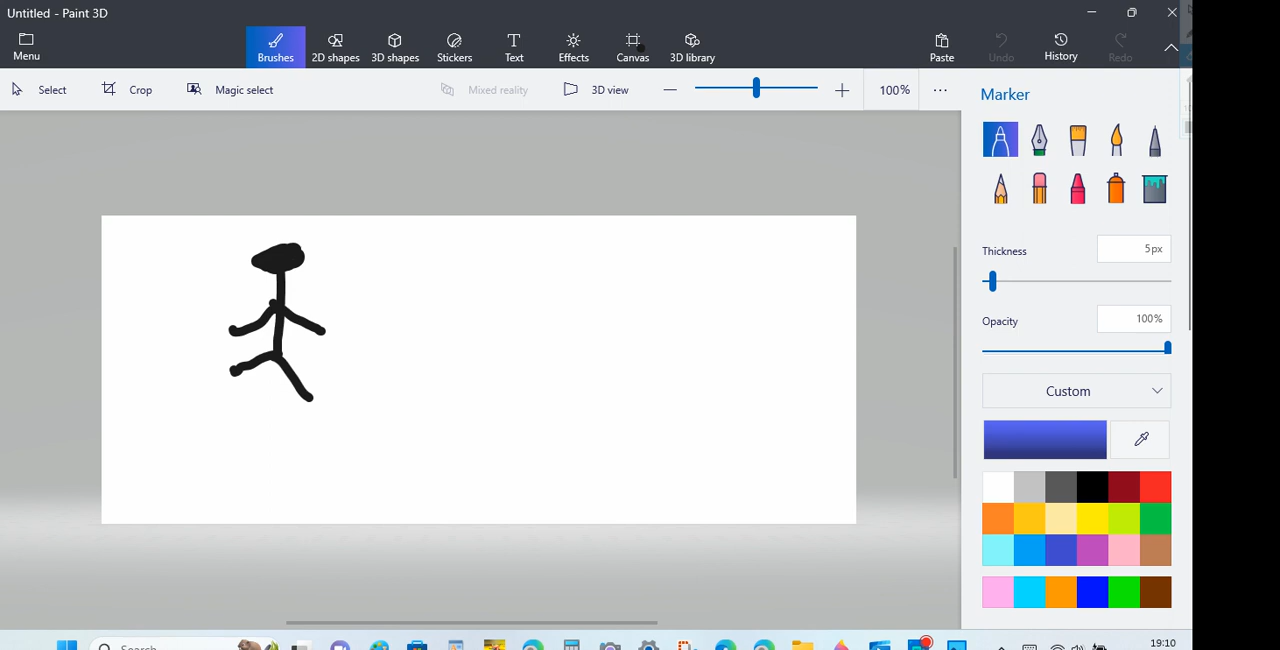 Untitled - Paint 3D
Menu
Brushes 2D shapes 3D shapes Stickers Text Effects Canvas 3D library Paste Undo History Redo
Select Crop Magic select Mixed reality 3D view 100% ...
Marker
Thickness 5px
Opacity 100%
Custom
Search 19:10